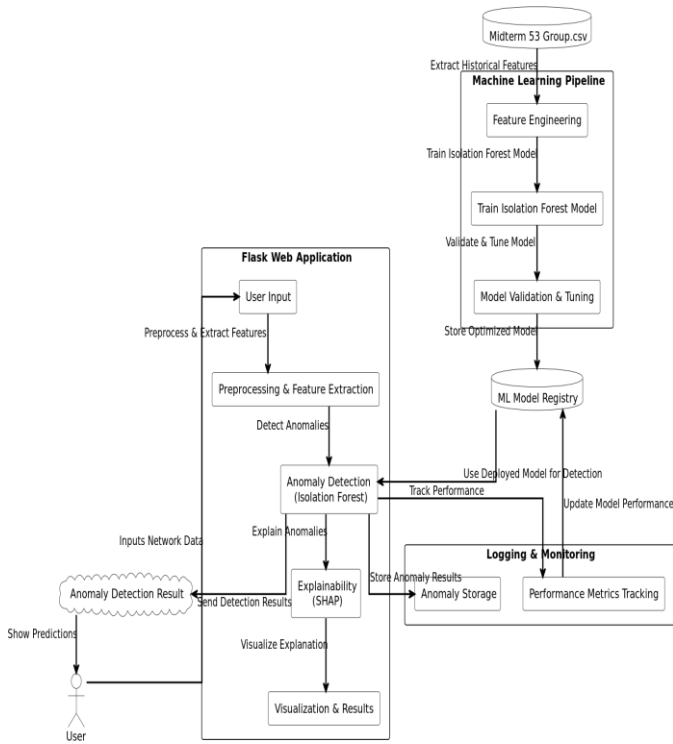 Midterm 53 Group.csv
Extract Historical Features
Machine Learning Pipeline
Feature Engineering
Train Isolation Forest Model
Train Isolation Forest Model
Validate & Tune Model
Flask Web Application
User Input
Model Validation & Tuning
Preprocess & Extract Features
Store Optimized Model
Preprocessing & Feature Extraction
ML Model Registry
Detect Anomalies
Anomaly Detection
(Isolation Forest)
Use Deployed Model for Detection
Track Performance
Update Model Performance
Explain Anomalies
Inputs Network Data
Logging & Monitoring
Explainability
(SHAP)
Store Anomaly Results
Anomaly Detection Result
Send Detection Results
Anomaly Storage
Performance Metrics Tracking
Show Predictions
Visualize Explanation
Visualization & Results
User